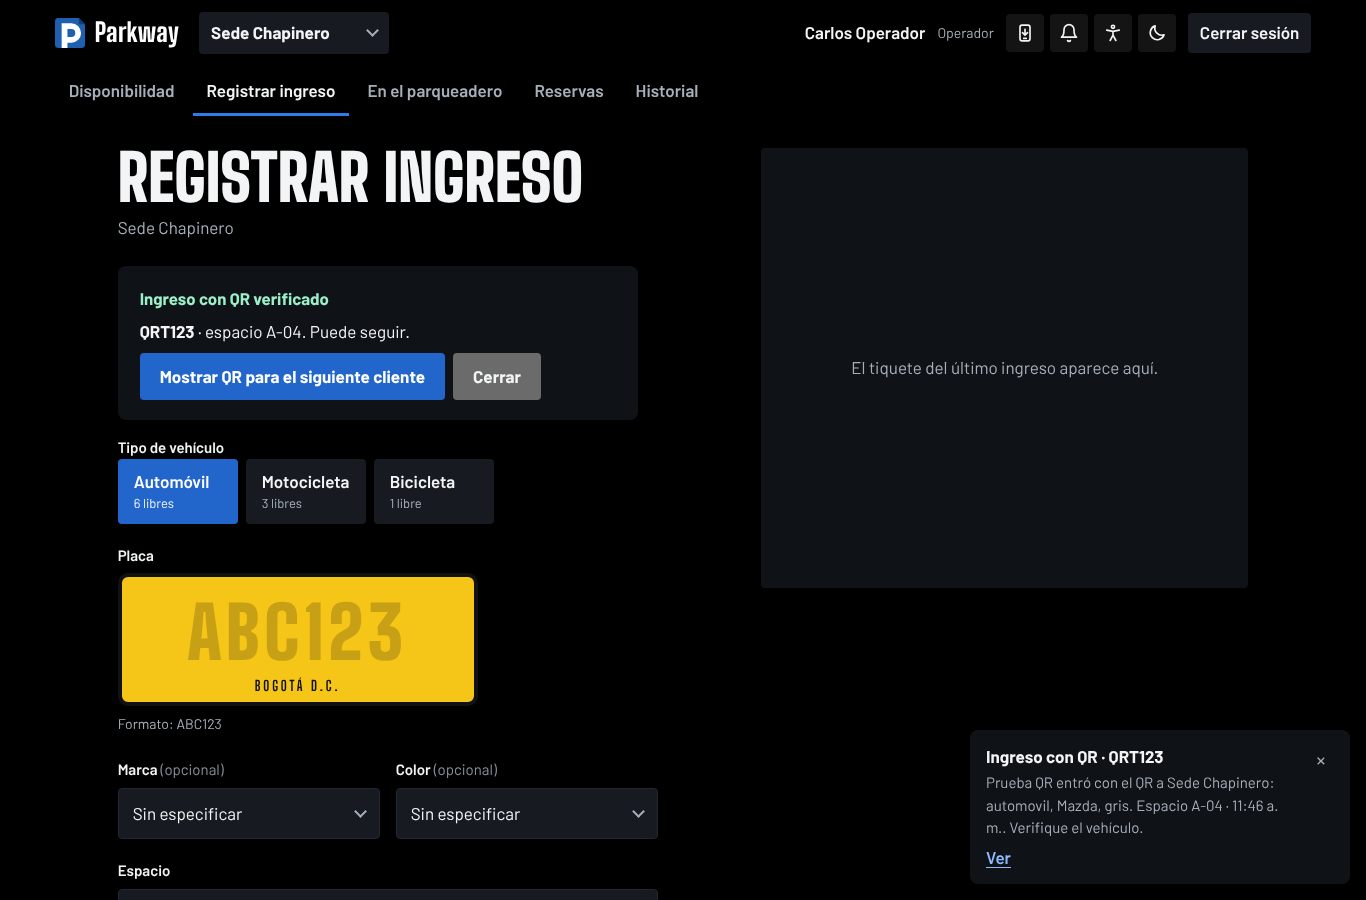 Parkway
Sede Chapinero
Carlos Operador Operador
Cerrar sesión
Disponibilidad Registrar ingreso En el parqueadero Reservas Historial
REGISTRAR INGRESO
Sede Chapinero
Ingreso con QR verificado
QRT123 · espacio A-04. Puede seguir.
Mostrar QR para el siguiente cliente Cerrar
El tiquete del último ingreso aparece aquí.
Tipo de vehículo
Automóvil Motocicleta Bicicleta
6 libres 3 libres 1 libre
Placa
ABC123
BOGOTÁ D.C.
Formato: ABC123
Marca (opcional) Color (opcional)
Sin especificar Sin especificar
Espacio
Ingreso con QR · QRT123 ×
Prueba QR entró con el QR a Sede Chapinero:
automovil, Mazda, gris. Espacio A-04 · 11:46 a.
m.. Verifique el vehículo.
Ver